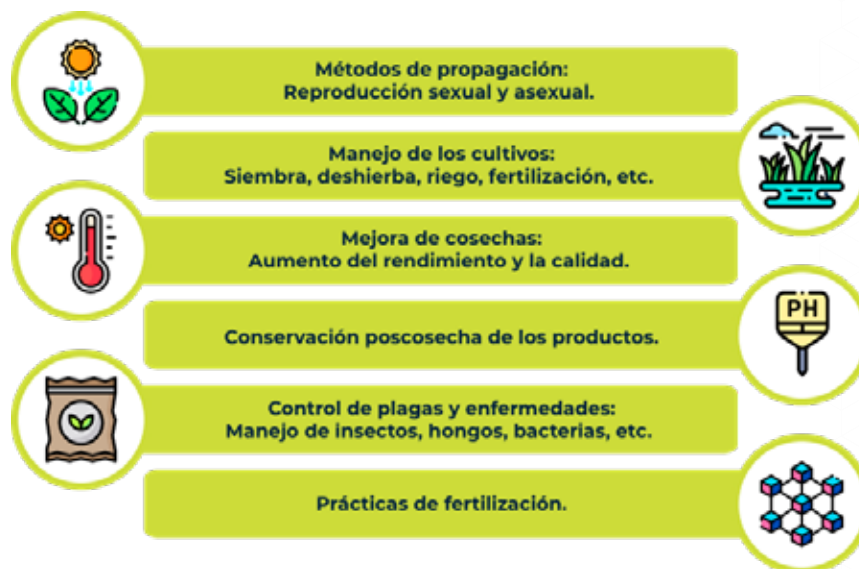 Métodos de propagación:
Reproducción sexual y asexual.
Manejo de los cultivos:
Siembra, deshierba, riego, fertilización, etc.
Mejora de cosechas:
Aumento del rendimiento y la calidad.
Conservación poscosecha de los productos.
PH
Control de plagas y enfermedades:
Manejo de insectos, hongos, bacterias, etc.
Prácticas de fertilización.